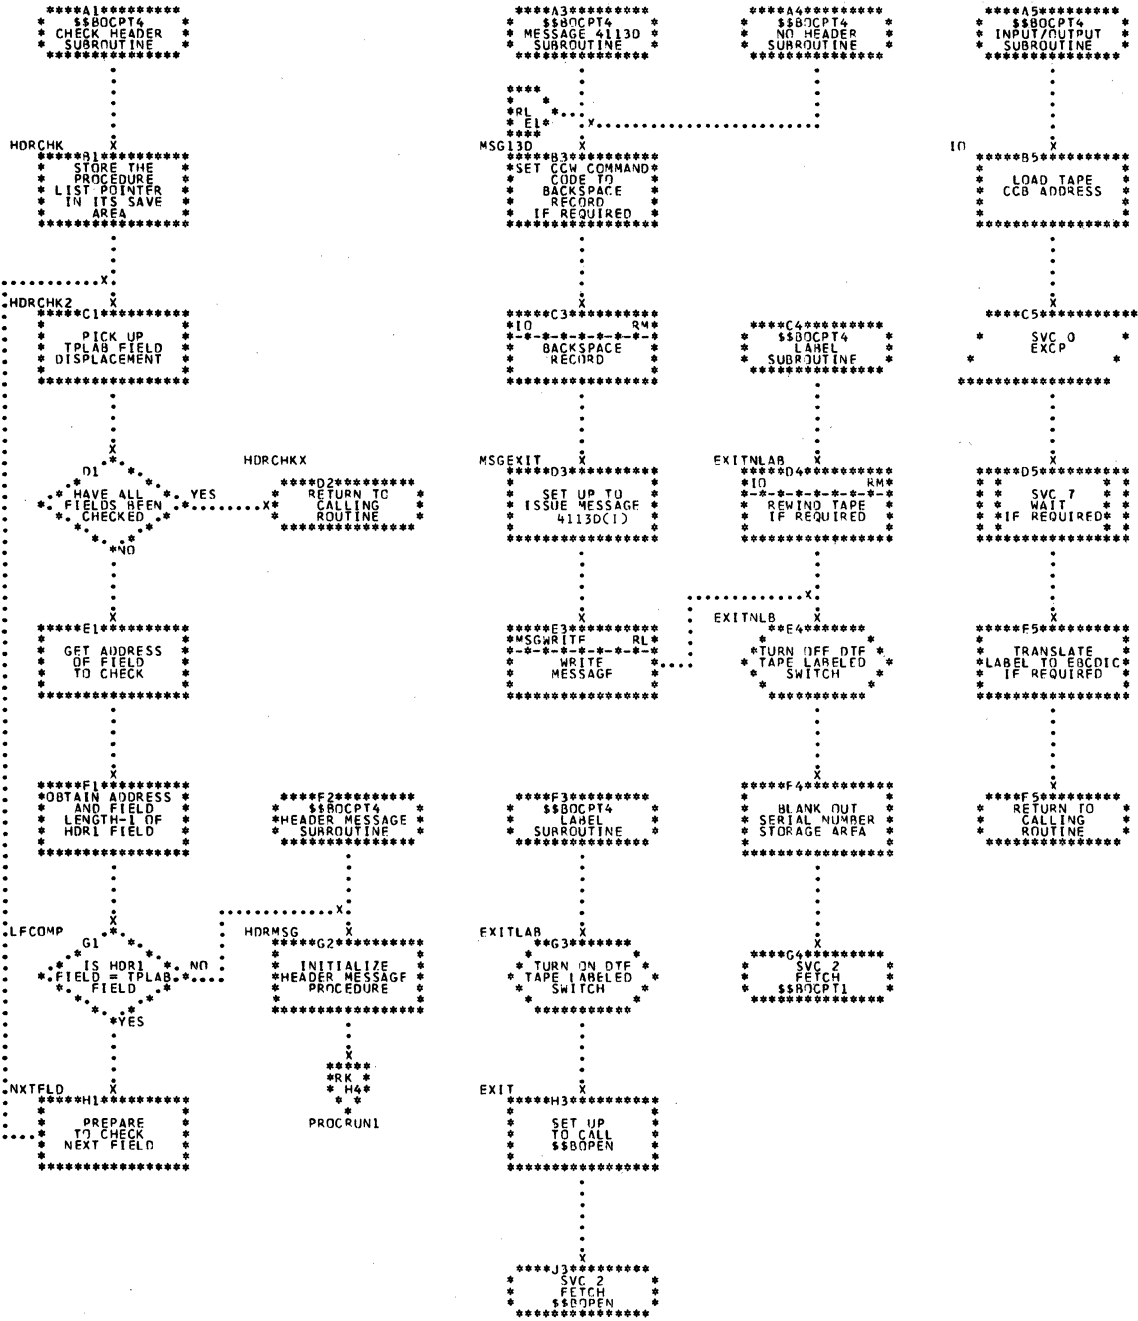 A1
$$BOCPT4
CHECK HEADER
SUBROUTINE
A3
$$BOCPT4
MESSAGE 4113D
SUBROUTINE
A4
$$BOCPT4
NO HEADER
SUBROUTINE
A5
$$BOCPT4
INPUT/OUTPUT
SUBROUTINE
RL
E1
HDRCHK
B1
STORE THE
PROCEDURE
LIST POINTER
IN ITS SAVE
AREA
MSG13D
B3
SET CCW COMMAND
CODE TO
BACKSPACE
RECORD
IF REQUIRED
IO
B5
LOAD TAPE
CCB ADDRESS
HDRCHK2
C1
PICK UP
TPLAB FIELD
DISPLACEMENT
C3
IO RM
BACKSPACE
RECORD
C4
$$BOCPT4
LABEL
SUBROUTINE
C5
SVC 0
EXCP
D1
HAVE ALL
FIELDS BEEN
CHECKED
YES
NO
HDRCHKX
D2
RETURN TO
CALLING
ROUTINE
MSGEXIT
D3
SET UP TO
ISSUE MESSAGE
4113D(I)
EXITNLAB
D4
IO RM
REWIND TAPE
IF REQUIRED
D5
SVC 7
WAIT
IF REQUIRED
E1
GET ADDRESS
OF FIELD
TO CHECK
E3
MSGWRITE RL
WRITE
MESSAGE
EXITNLB
E4
TURN OFF DTF
TAPE LABELED
SWITCH
E5
TRANSLATE
LABEL TO EBCDIC
IF REQUIRED
F1
OBTAIN ADDRESS
AND FIELD
LENGTH-1 OF
HDR1 FIELD
F2
$$BOCPT4
HEADER MESSAGE
SUBROUTINE
F3
$$BOCPT4
LABEL
SUBROUTINE
F4
BLANK OUT
SERIAL NUMBER
STORAGE AREA
F5
RETURN TO
CALLING
ROUTINE
LFCOMP
G1
IS HDR1
FIELD = TPLAB
FIELD
NO
YES
HDRMSG
G2
INITIALIZE
HEADER MESSAGE
PROCEDURE
EXITLAB
G3
TURN ON DTF
TAPE LABELED
SWITCH
G4
SVC 2
FETCH
$$BOCPT1
RK
H4
PROCRUN1
NXTFLD
H1
PREPARE
TO CHECK
NEXT FIELD
EXIT
H3
SET UP
TO CALL
$$BOPEN
J3
SVC 2
FETCH
$$BOPEN